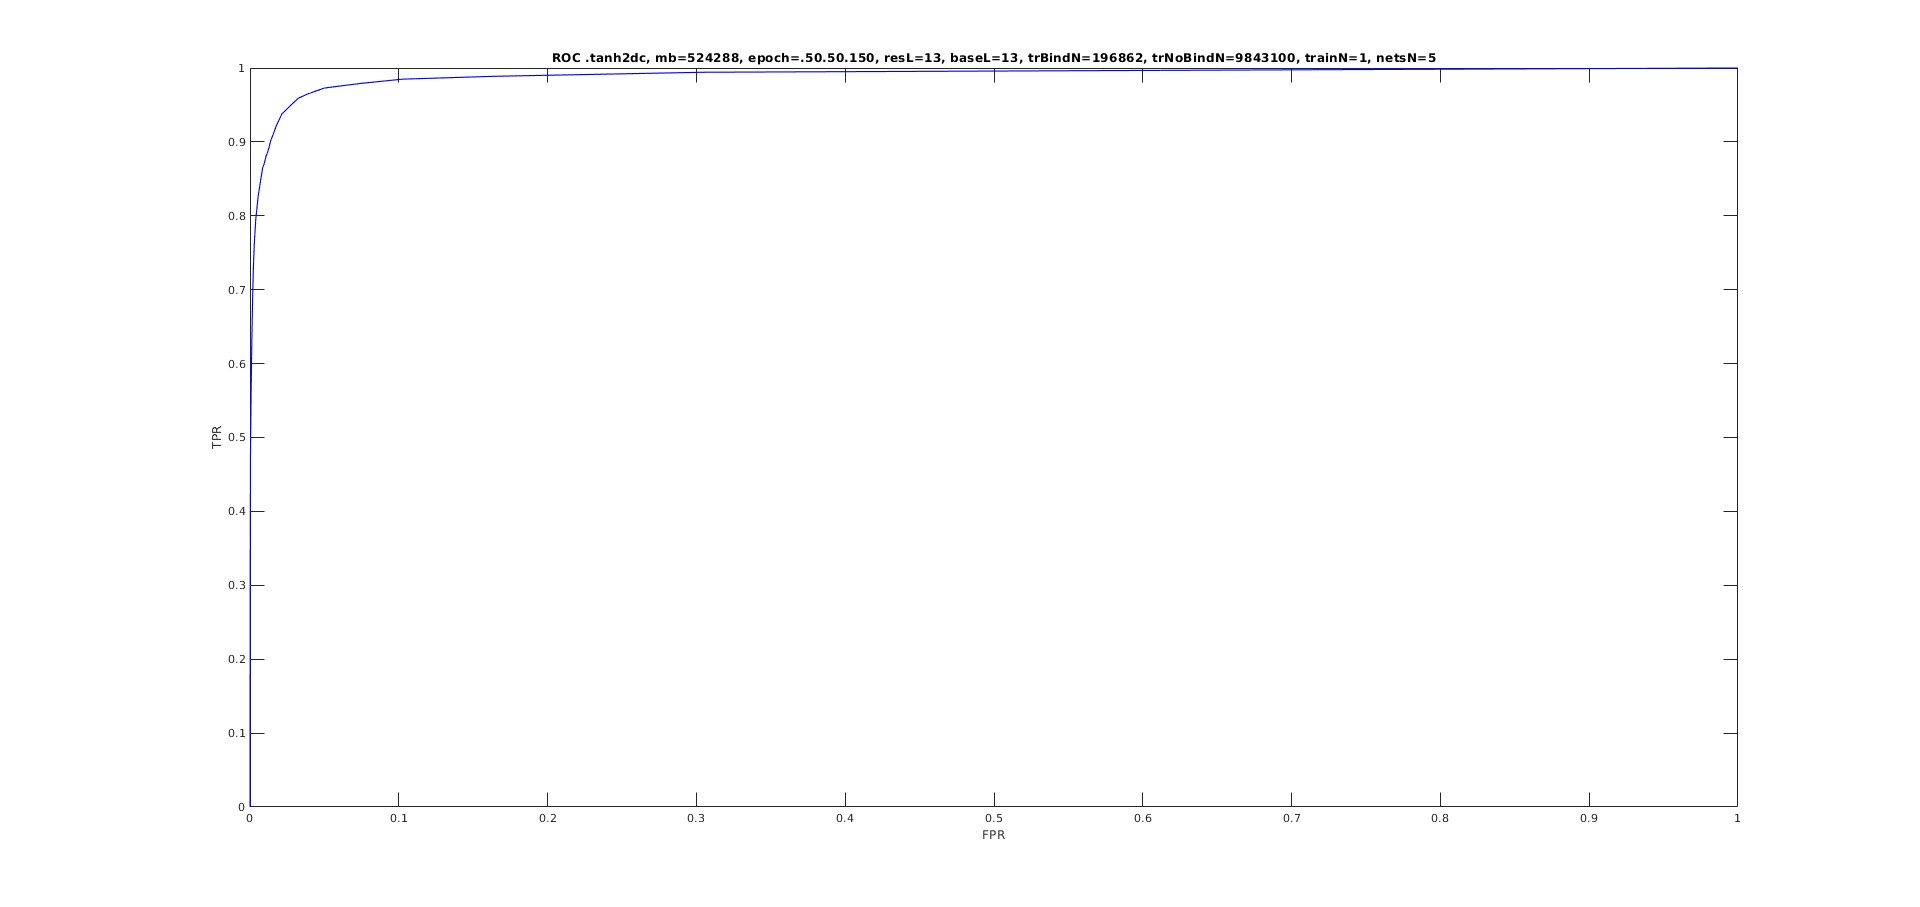 ROC .tanh2dc, mb=524288, epoch=.50.50.150, resL=13, baseL=13, trBindN=196862, trNoBindN=9843100, trainN=1, netsN=5
1
0.9
0.8
0.7
0.6
TPR
0.5
0.4
0.3
0.2
0.1
0
0 0.1 0.2 0.3 0.4 0.5 0.6 0.7 0.8 0.9 1
FPR